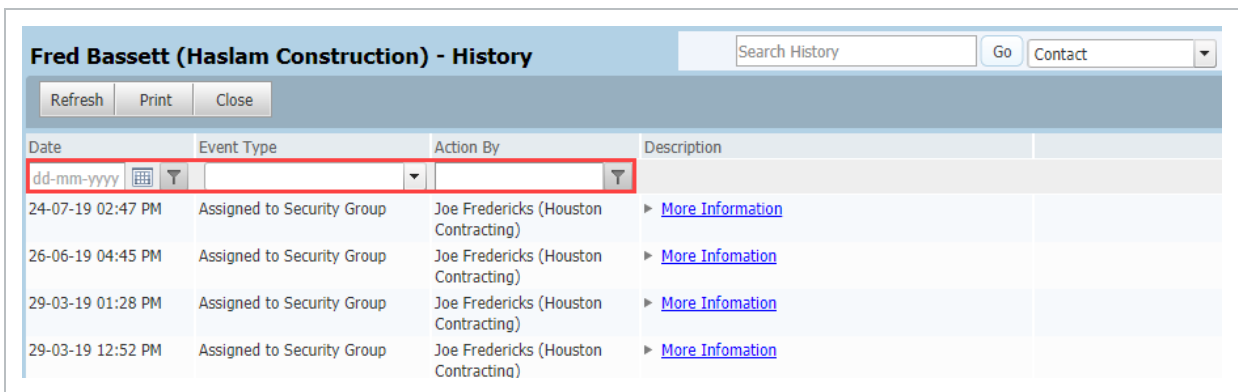 Fred Bassett (Haslam Construction) - History
Search History
Go
Contact
Refresh Print Close
Date Event Type Action By Description
dd-mm-yyyy
24-07-19 02:47 PM Assigned to Security Group Joe Fredericks (Houston More Information
Contracting)
26-06-19 04:45 PM Assigned to Security Group Joe Fredericks (Houston More Infomation
Contracting)
29-03-19 01:28 PM Assigned to Security Group Joe Fredericks (Houston More Infomation
Contracting)
29-03-19 12:52 PM Assigned to Security Group Joe Fredericks (Houston More Infomation
Contracting)